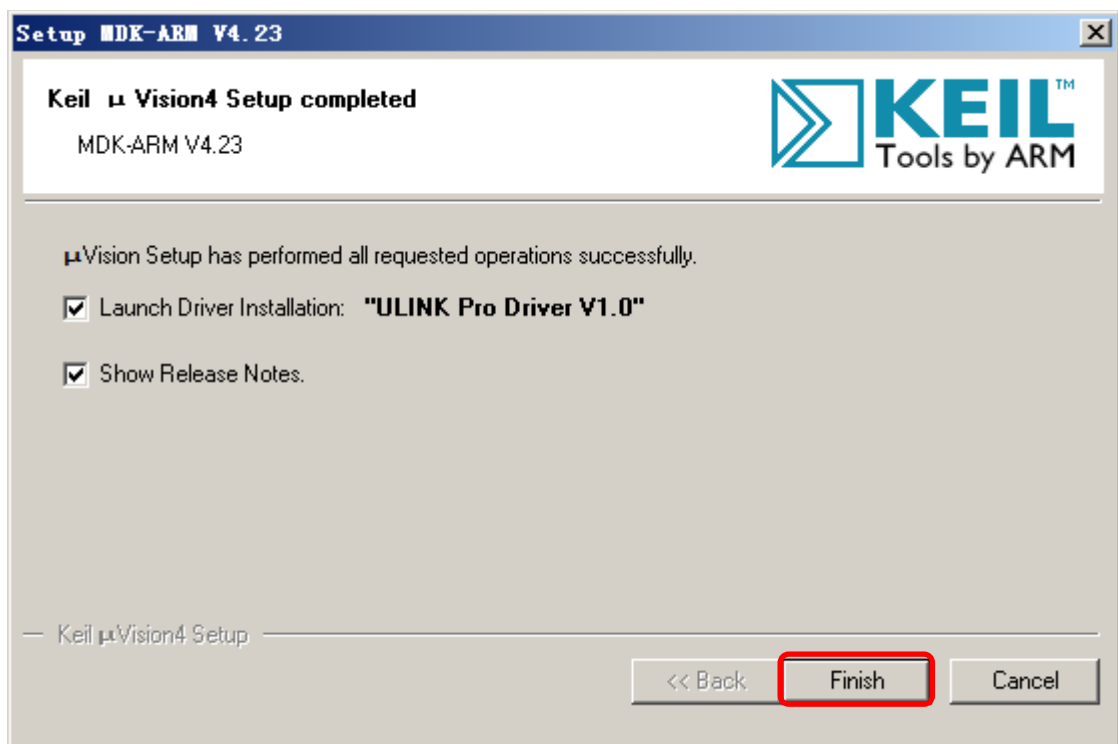 Setup MDK-ARM V4.23
Keil μ Vision4 Setup completed
MDK-ARM V4.23
KEIL™
Tools by ARM
μVision Setup has performed all requested operations successfully.
Launch Driver Installation: "ULINK Pro Driver V1.0"
Show Release Notes.
Keil μVision4 Setup
<< Back Finish Cancel